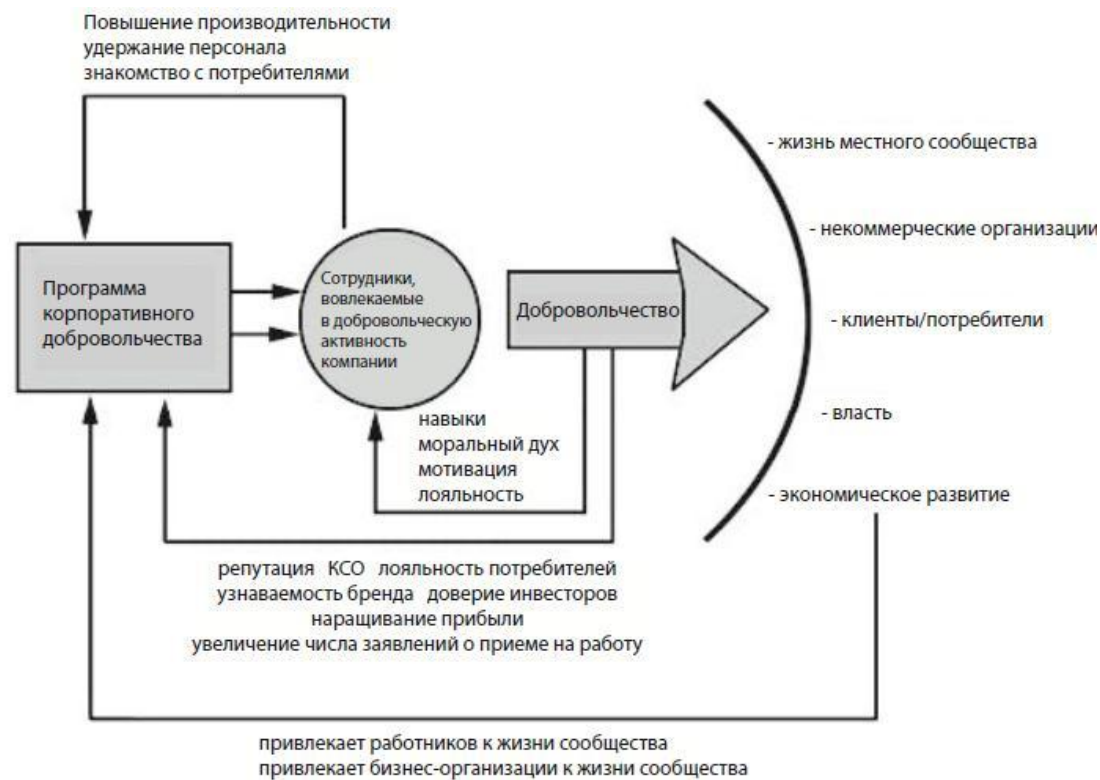 Повышение производительности
удержание персонала
знакомство с потребителями
- жизнь местного сообщества
- некоммерческие организации
- клиенты/потребители
- власть
- экономическое развитие
Программа
корпоративного
добровольчества
Сотрудники,
вовлекаемые
в добровольческую
активность
компании
Добровольчество
навыки
моральный дух
мотивация
лояльность
репутация КСО лояльность потребителей
узнаваемость бренда доверие инвесторов
наращивание прибыли
увеличение числа заявлений о приеме на работу
привлекает работников к жизни сообщества
привлекает бизнес-организации к жизни сообщества